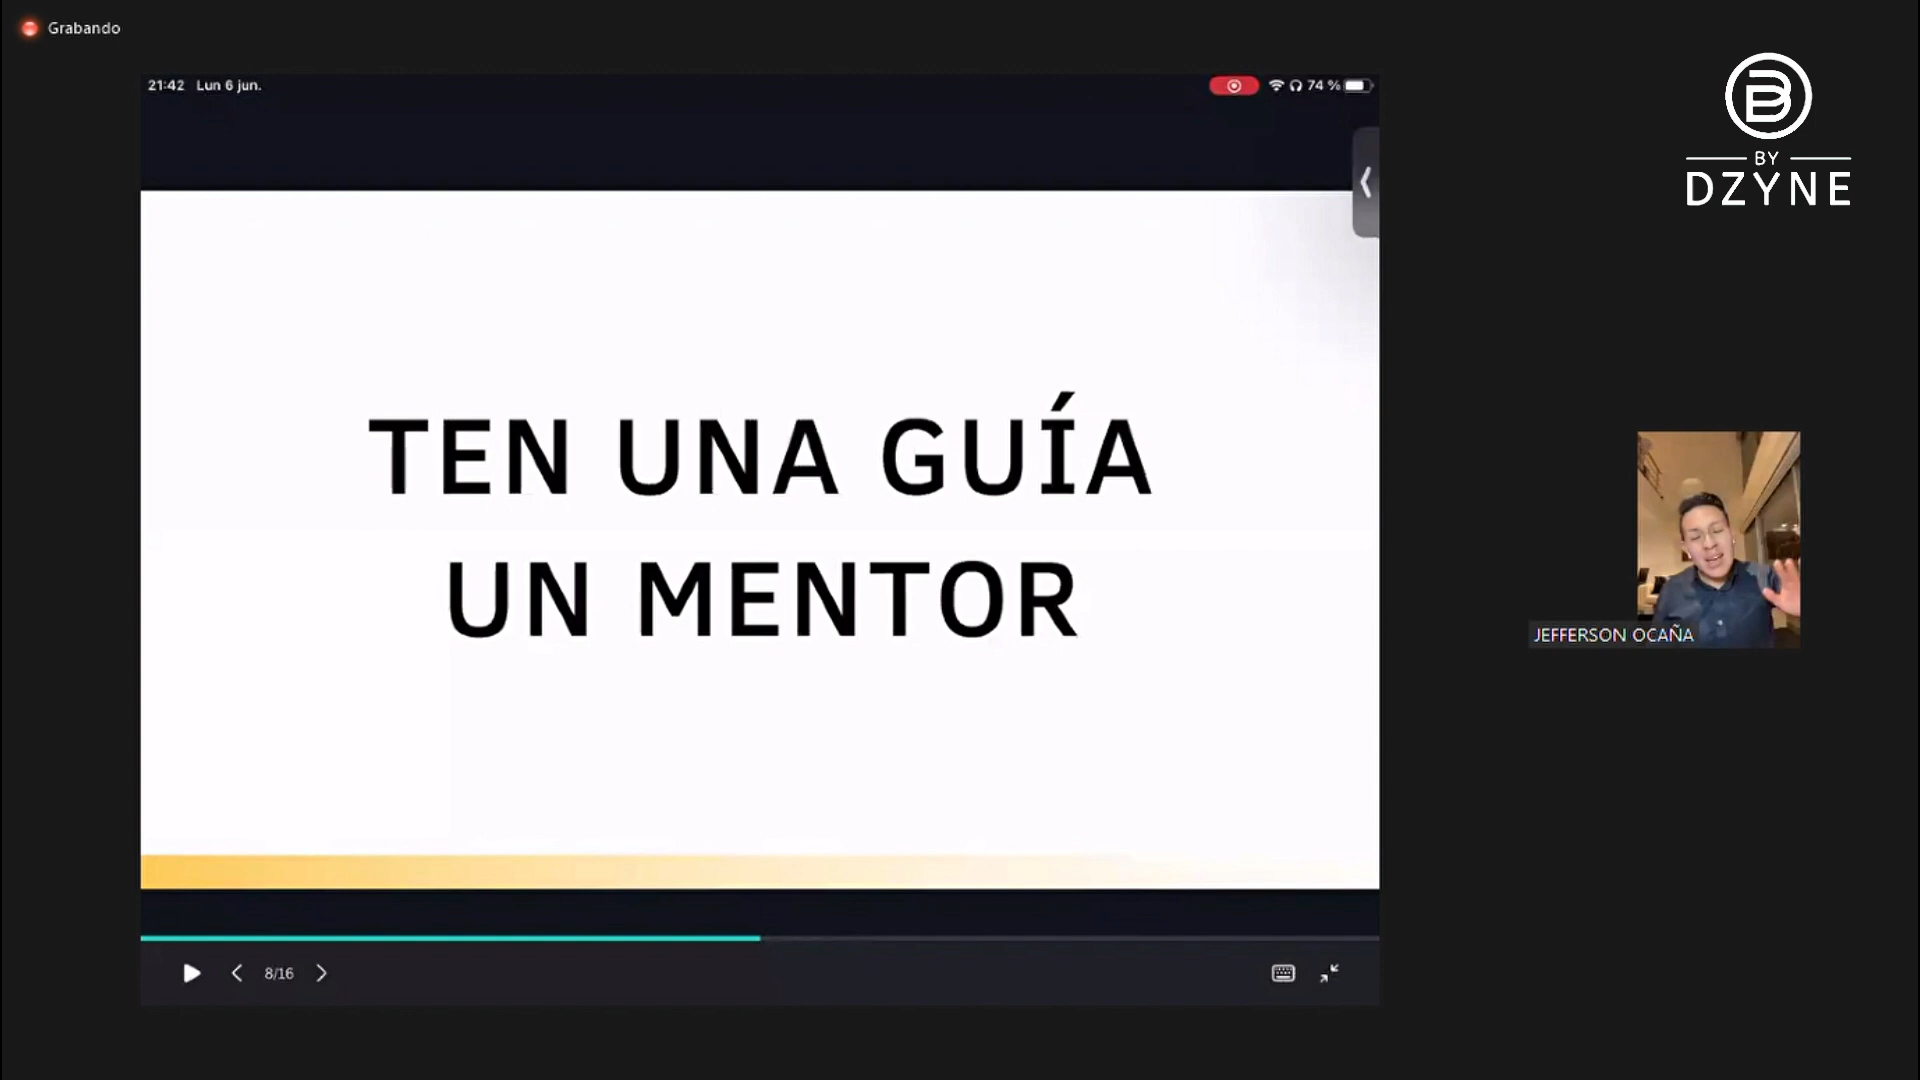 Grabando
21:42 Lun 6 jun.
74 %
B
BY
DZYNE
TEN UNA GUÍA
UN MENTOR
JEFFERSON OCAÑA
8/16